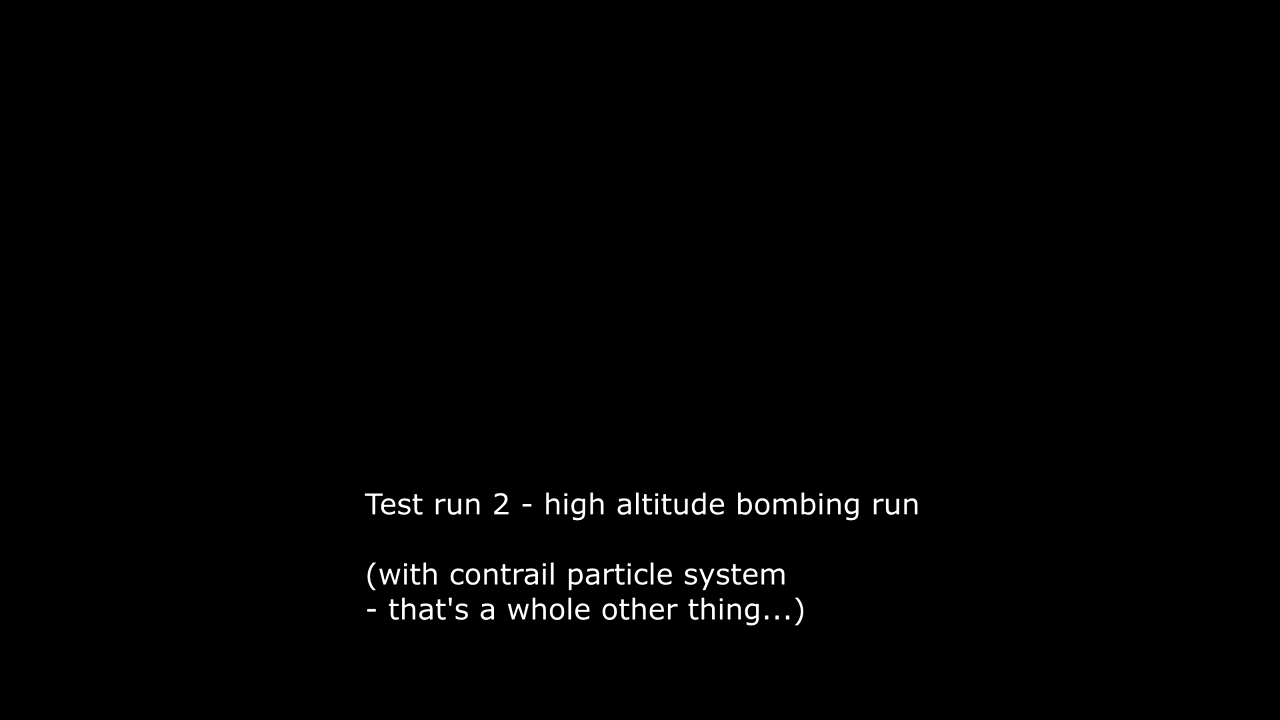 Test run 2 - high altitude bombing run
(with contrail particle system
- that's a whole other thing...)